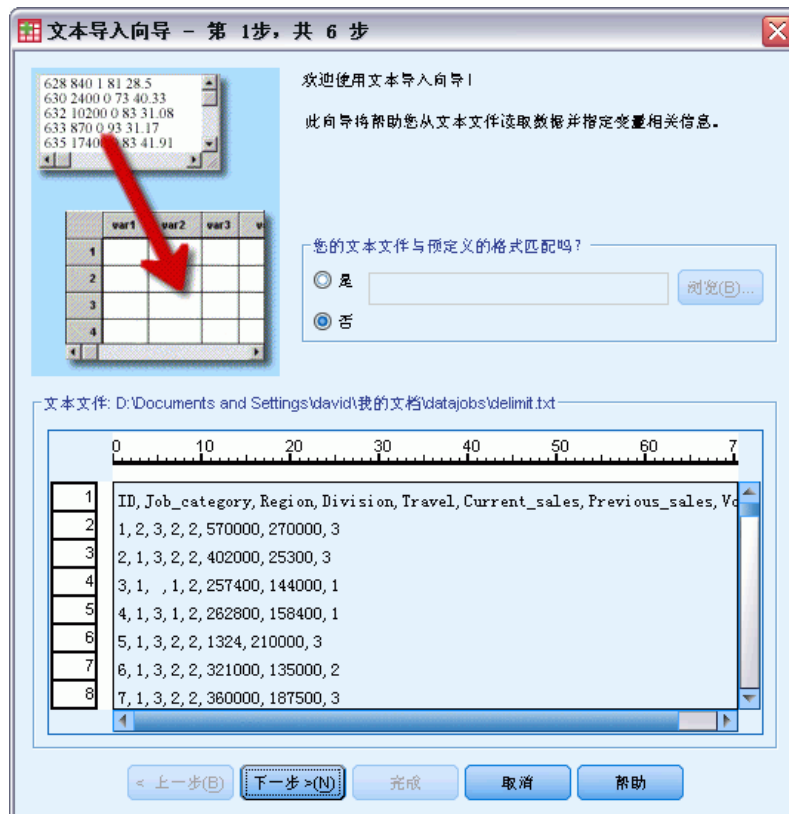 文本导入向导 - 第 1步，共 6 步
628 840 1 81 28.5
630 2400 0 73 40.33
632 10200 0 83 31.08
633 870 0 93 31.17
635 1740 83 41.91
var1 var2 var3 v
1
2
3
4
欢迎使用文本导入向导！
此向导将帮助您从文本文件读取数据并指定变量相关信息。
您的文本文件与预定义的格式匹配吗？
是
浏览(B)...
否
文本文件: D:\Documents and Settings\david\我的文档\datajobs\delimit.txt
0 10 20 30 40 50 60 7
1 ID,Job_category,Region,Division,Travel,Current_sales,Previous_sales,Vo
2 1,2,3,2,2,570000,270000,3
3 2,1,3,2,2,402000,25300,3
4 3,1, ,1,2,257400,144000,1
5 4,1,3,1,2,262800,158400,1
6 5,1,3,2,2,1324,210000,3
7 6,1,3,2,2,321000,135000,2
8 7,1,3,2,2,360000,187500,3
< 上一步(B) 下一步 >(N) 完成 取消 帮助